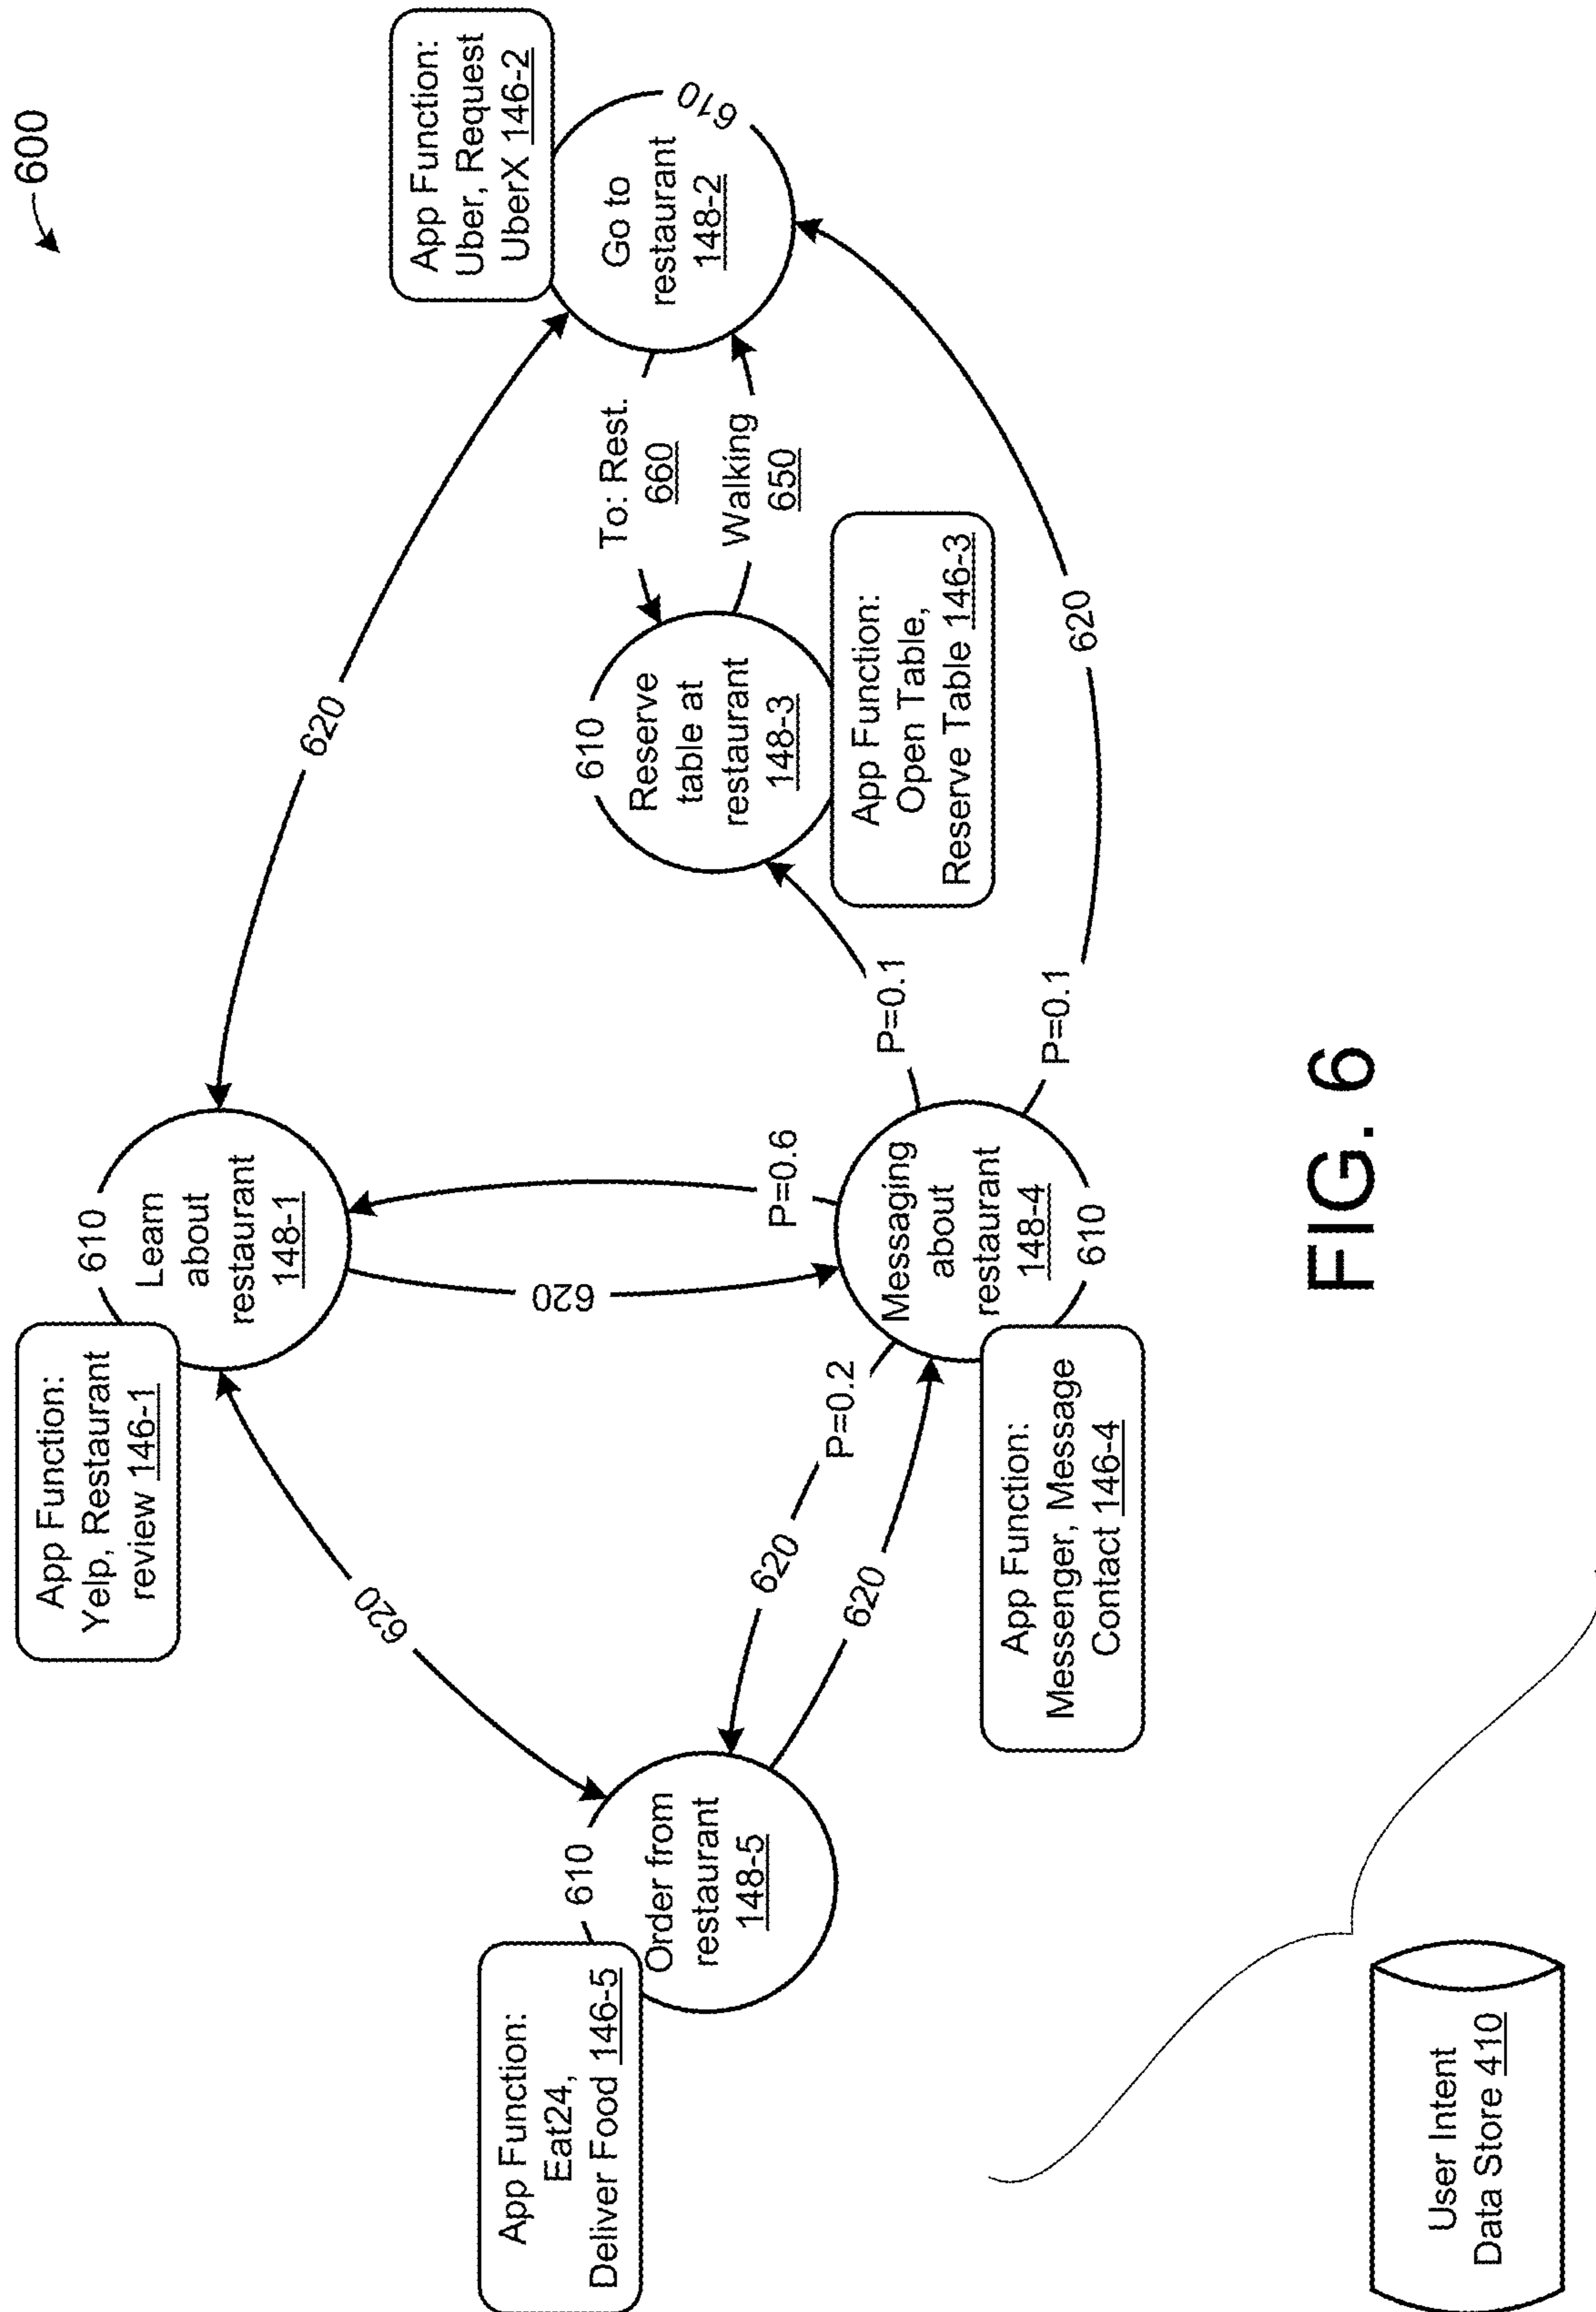 600
App Function:
Yelp, Restaurant
review 146-1
610
Learn
about
restaurant
148-1
620
620
App Function:
Uber, Request
UberX 146-2
Go to
restaurant
148-2
610
App Function:
Eat24,
Deliver Food 146-5
610
Order from
restaurant
148-5
620
P=0.6
To: Rest.
660
Walking
650
610
Reserve
table at
restaurant
148-3
App Function:
Open Table,
Reserve Table 146-3
620
P=0.2
620
Messaging
about
restaurant
148-4
610
P=0.1
P=0.1
620
App Function:
Messenger, Message
Contact 146-4
User Intent
Data Store 410
FIG. 6